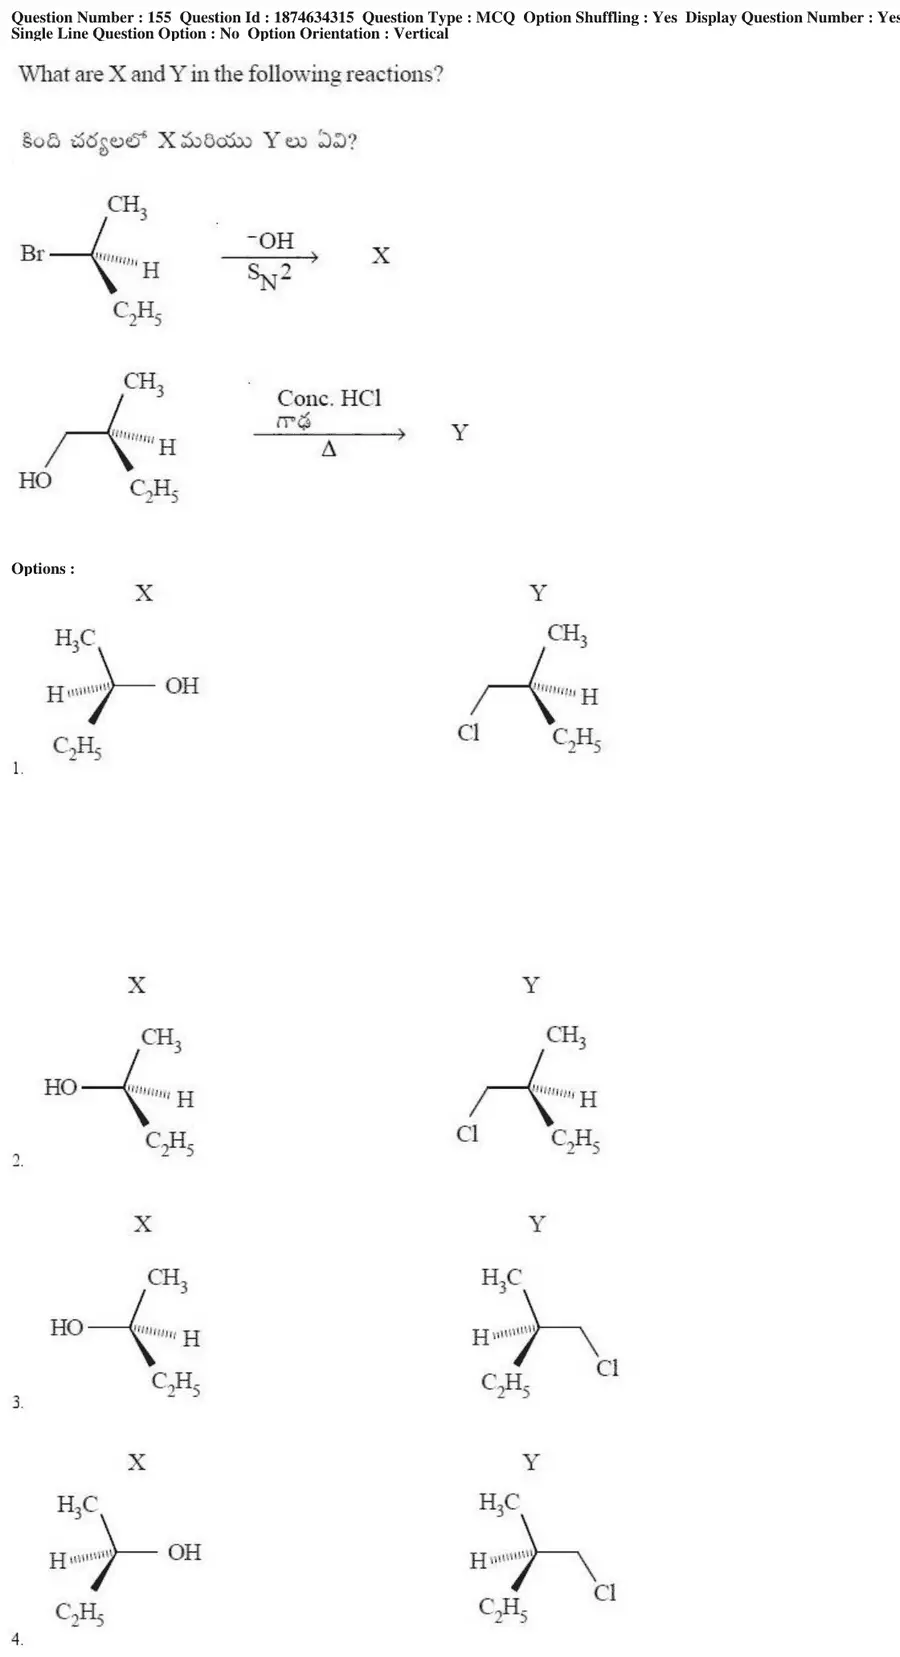 Question Number : 155 Question Id : 1874634315 Question Type : MCQ Option Shuffling : Yes Display Question Number : Yes
Single Line Question Option : No Option Orientation : Vertical
What are X and Y in the following reactions?
కింది చర్యలలో X మరియు Y లు ఏవి?
CH3
Br
H
C2H5
⁻OH
SN2
X
CH3
HO
H
C2H5
Conc. HCl
గాఢ
Δ
Y
Options :
X Y
H3C
H
OH
C2H5
CH3
Cl
H
C2H5
1.
X Y
CH3
HO
H
C2H5
CH3
Cl
H
C2H5
2.
X Y
CH3
HO
H
C2H5
H3C
H
C2H5
Cl
3.
X Y
H3C
H
OH
C2H5
H3C
H
C2H5
Cl
4.